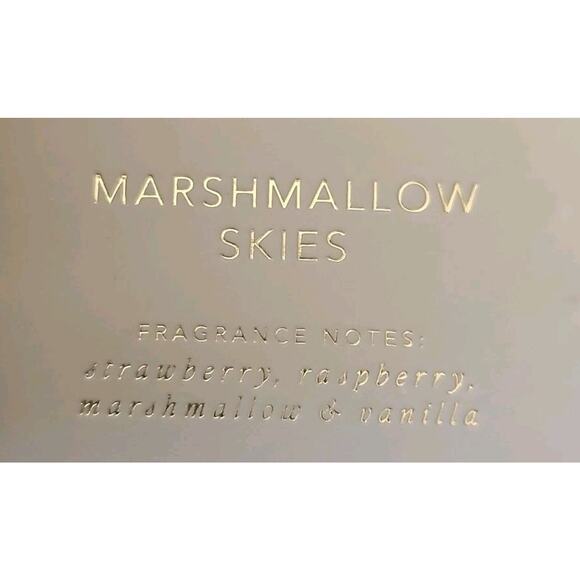 MARSHMALLOW
SKIES
FRAGRANCE NOTES:
strawberry, raspberry,
marshmallow & vanilla